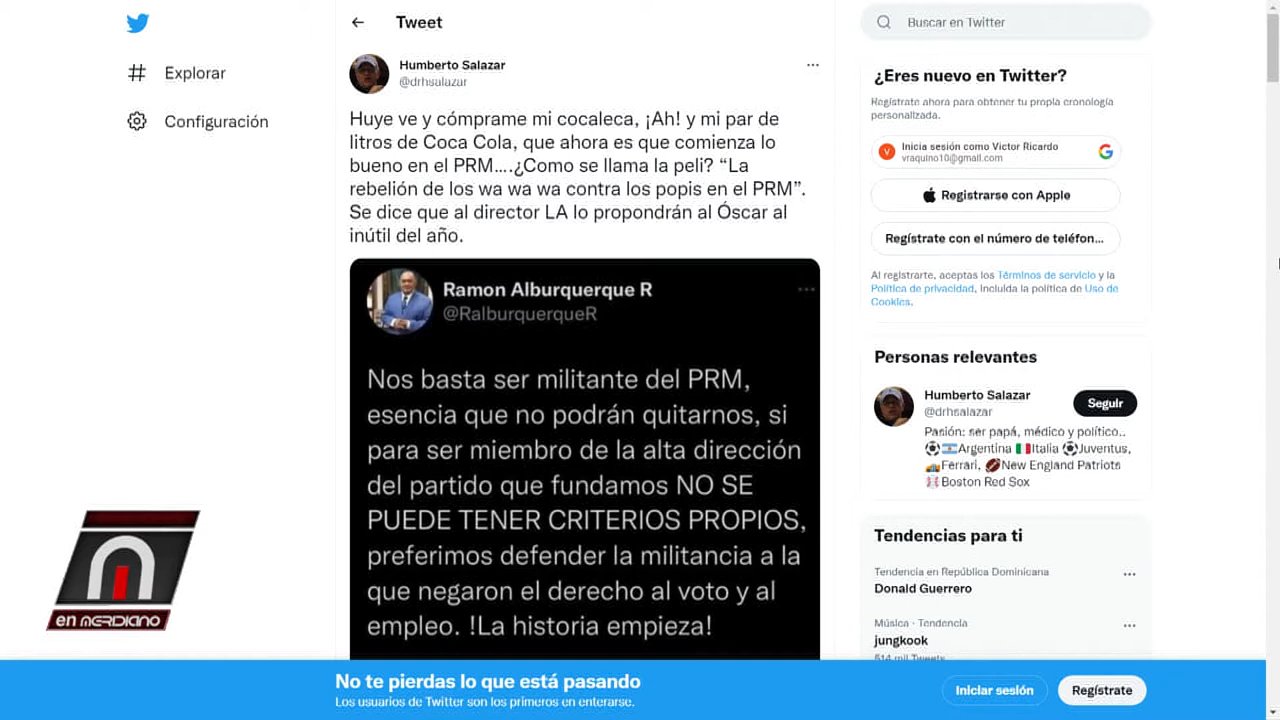 Explorar
Configuración
Tweet
Humberto Salazar
@drhsalazar
Huye ve y cómprame mi cocaleca, ¡Ah! y mi par de
litros de Coca Cola, que ahora es que comienza lo
bueno en el PRM....¿Como se llama la peli? “La
rebelión de los wa wa wa contra los popis en el PRM”.
Se dice que al director LA lo propondrán al Óscar al
inútil del año.
Ramon Alburquerque R
@RalburquerqueR
Nos basta ser militante del PRM,
esencia que no podrán quitarnos, si
para ser miembro de la alta dirección
del partido que fundamos NO SE
PUEDE TENER CRITERIOS PROPIOS,
preferimos defender la militancia a la
que negaron el derecho al voto y al
empleo. !La historia empieza!
Buscar en Twitter
¿Eres nuevo en Twitter?
Regístrate ahora para obtener tu propia cronología
personalizada.
V
Inicia sesión como Victor Ricardo
vraquino10@gmail.com
Registrarse con Apple
Regístrate con el número de teléfon...
Al registrarte, aceptas los Términos de servicio y la
Política de privacidad, incluida la política de Uso de
Cookies.
Personas relevantes
Humberto Salazar
@drhsalazar
Seguir
Pasión: ser papá, médico y político..
Argentina Italia Juventus,
Ferrari, New England Patriots
Boston Red Sox
Tendencias para ti
Tendencia en República Dominicana
Donald Guerrero
Música · Tendencia
jungkook
514 mil Tweets
en MERDIANO
No te pierdas lo que está pasando
Los usuarios de Twitter son los primeros en enterarse.
Iniciar sesión
Regístrate